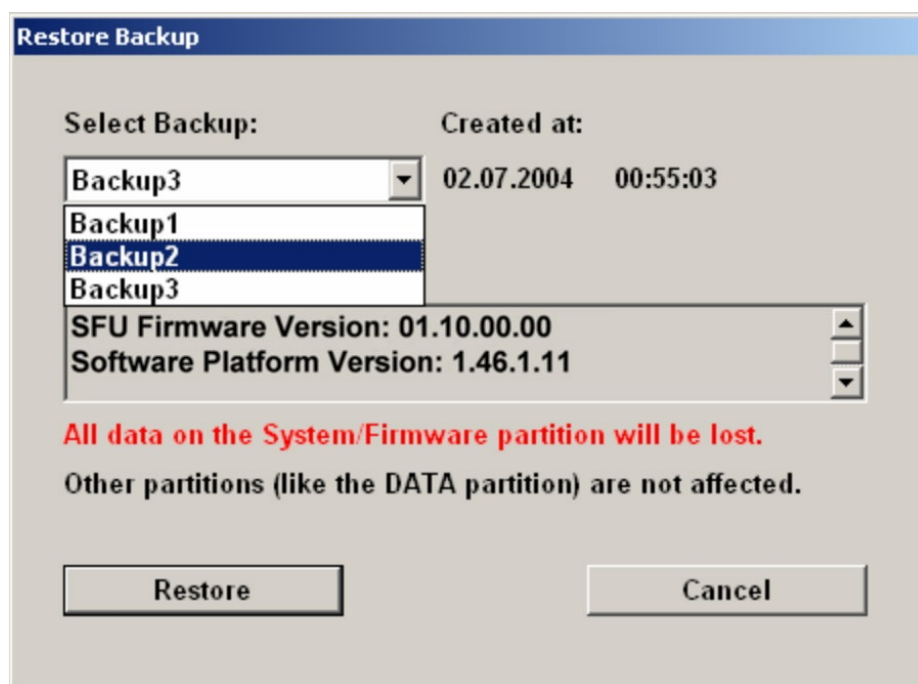 Restore Backup
Select Backup: Created at:
Backup3 02.07.2004 00:55:03
Backup1
Backup2
Backup3
SFU Firmware Version: 01.10.00.00
Software Platform Version: 1.46.1.11
All data on the System/Firmware partition will be lost.
Other partitions (like the DATA partition) are not affected.
Restore Cancel